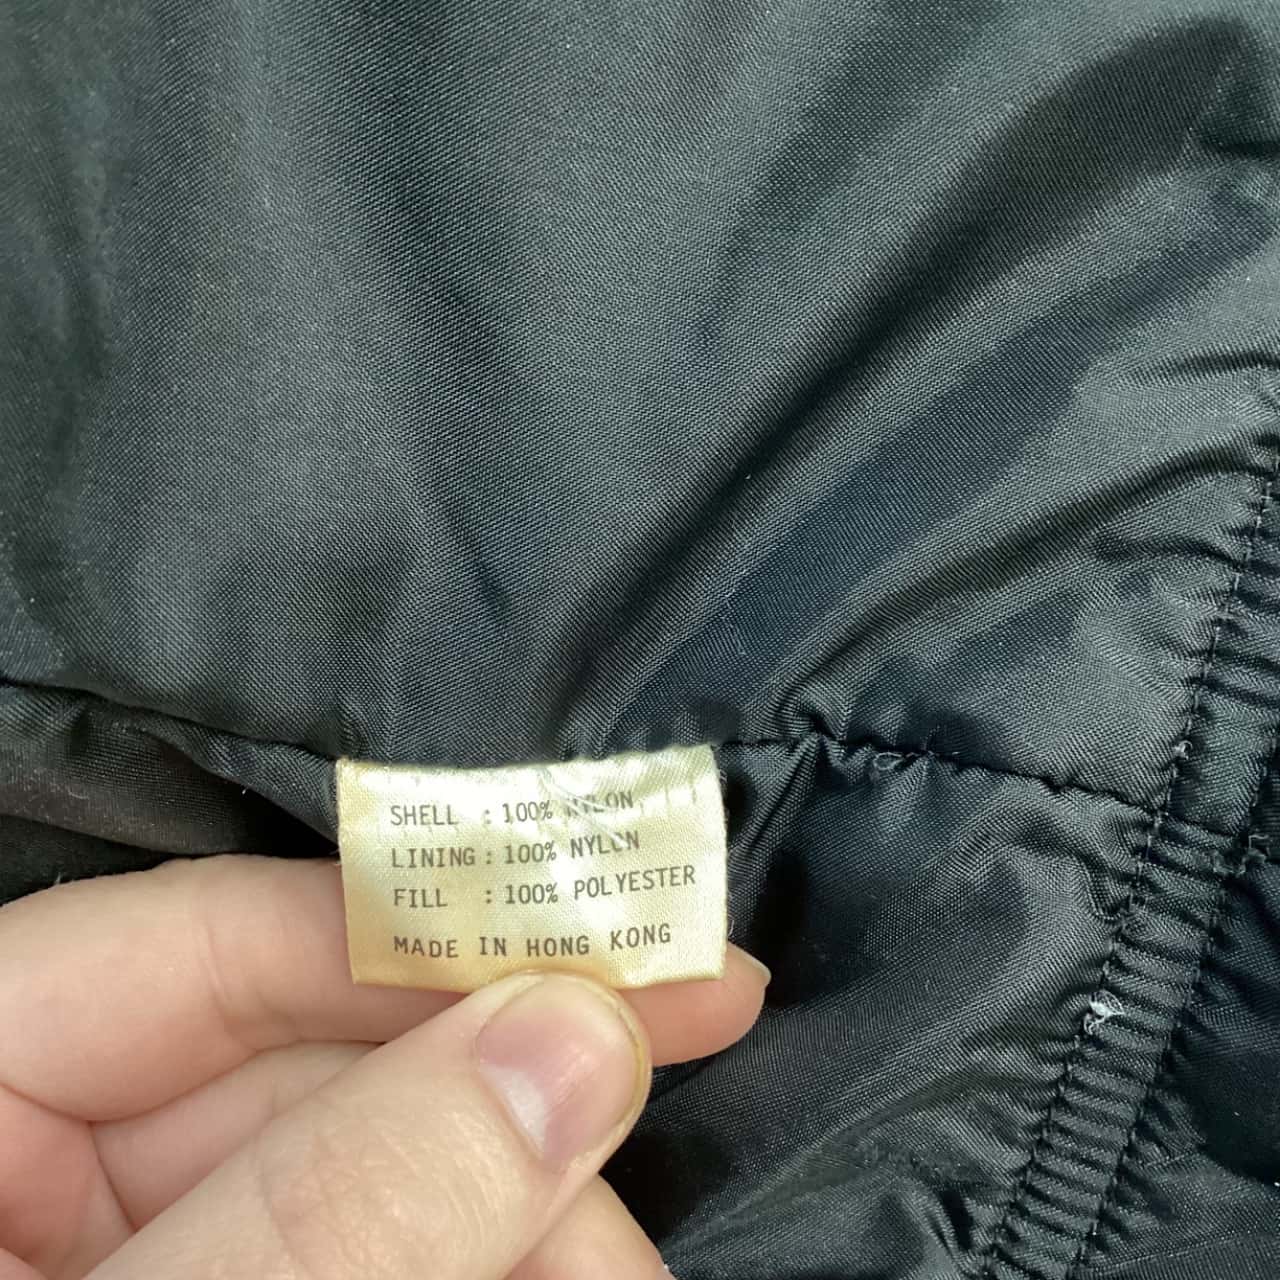 SHELL : 100% NYLON
LINING : 100% NYLON
FILL : 100% POLYESTER
MADE IN HONG KONG